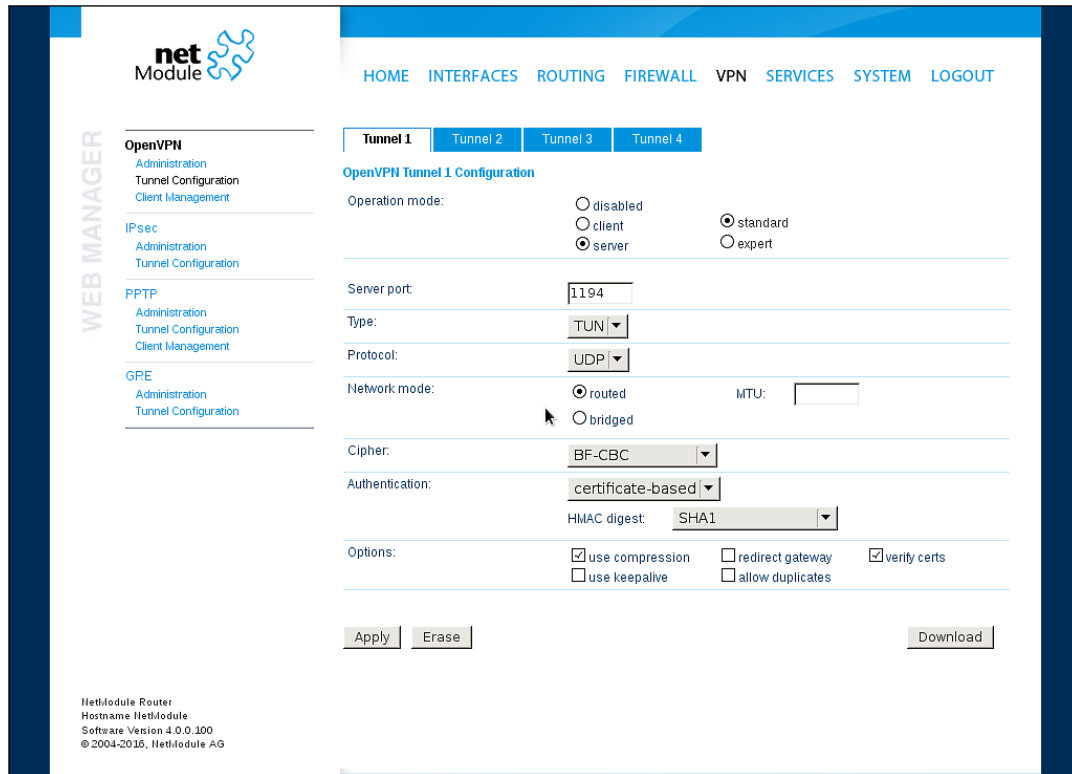 net
Module
HOME INTERFACES ROUTING FIREWALL VPN SERVICES SYSTEM LOGOUT
WEB MANAGER
OpenVPN
Administration
Tunnel Configuration
Client Management
IPsec
Administration
Tunnel Configuration
PPTP
Administration
Tunnel Configuration
Client Management
GRE
Administration
Tunnel Configuration
Tunnel 1 Tunnel 2 Tunnel 3 Tunnel 4
OpenVPN Tunnel 1 Configuration
Operation mode:
disabled
client
server
standard
expert
Server port: 1194
Type: TUN
Protocol: UDP
Network mode: routed MTU:
bridged
Cipher: BF-CBC
Authentication: certificate-based
HMAC digest: SHA1
Options: use compression redirect gateway verify certs
use keepalive allow duplicates
Apply Erase Download
NetModule Router
Hostname NetModule
Software Version 4.0.0.100
© 2004-2016, NetModule AG